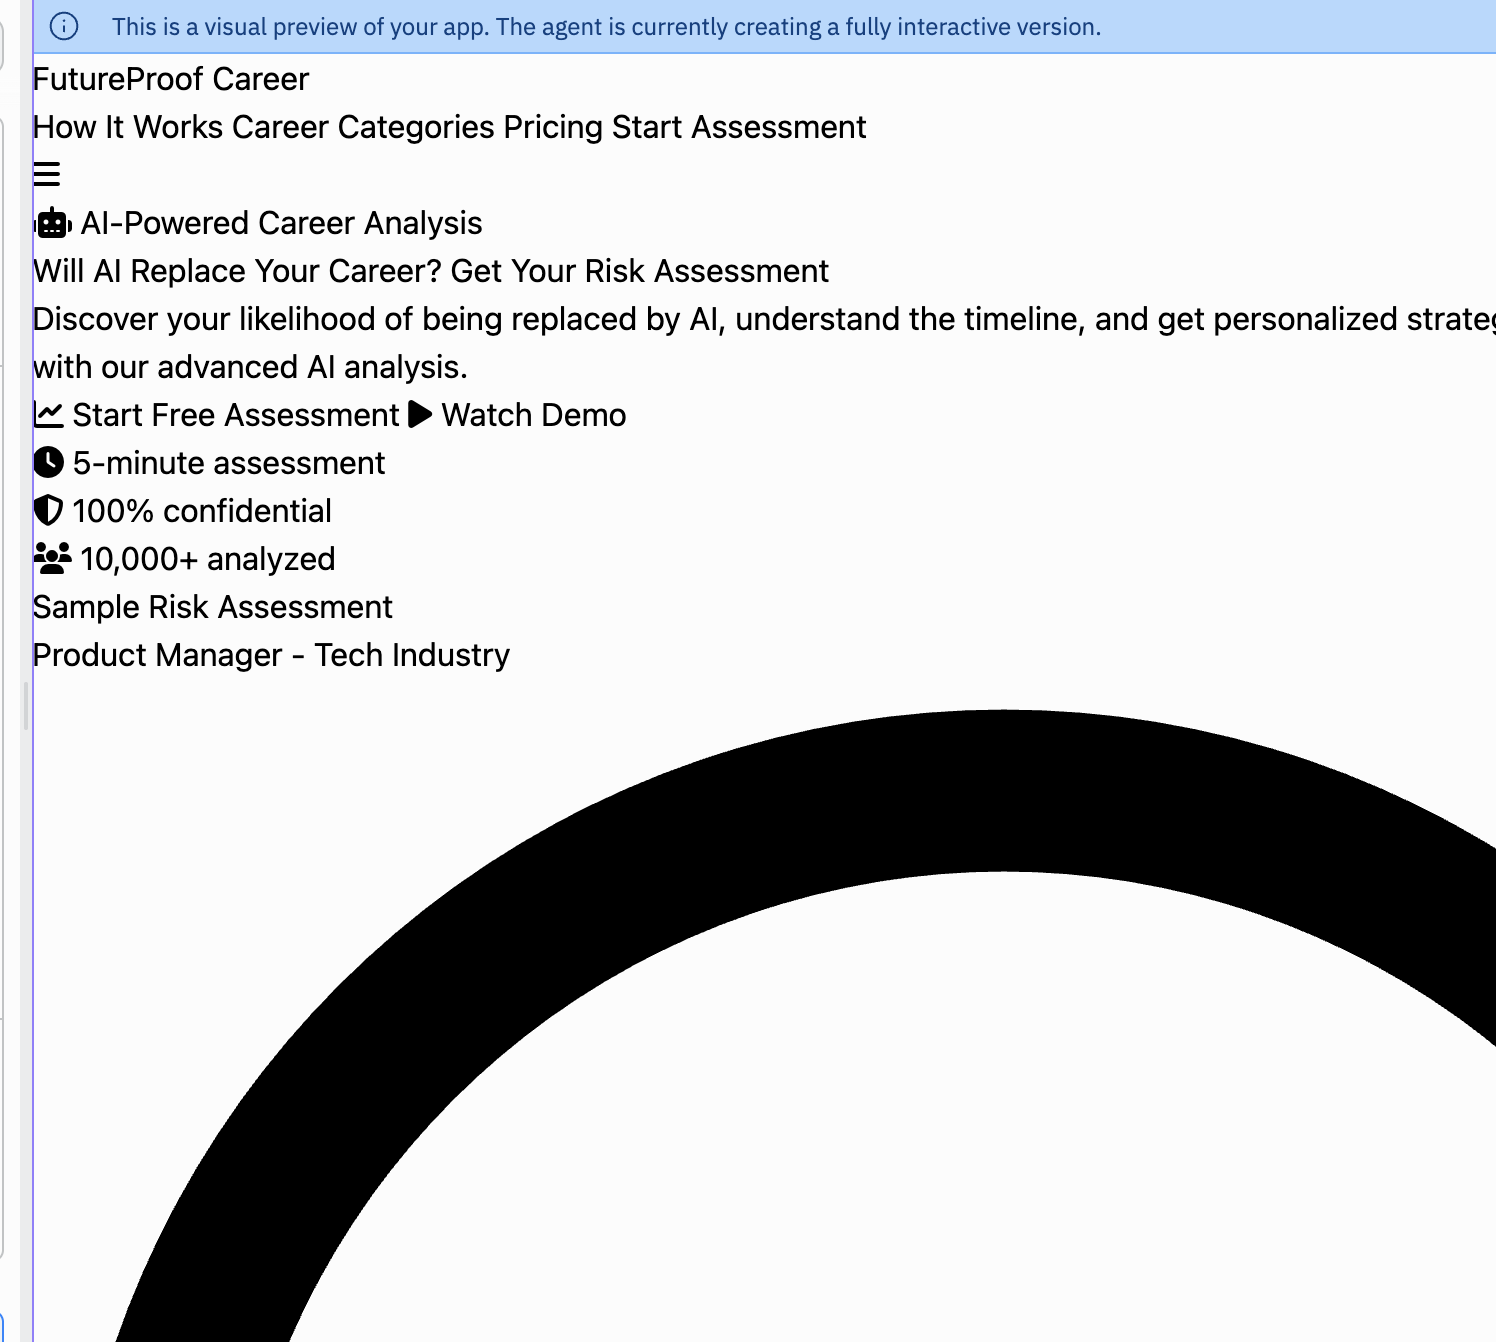 This is a visual preview of your app. The agent is currently creating a fully interactive version.
FutureProof Career
How It Works Career Categories Pricing Start Assessment
AI-Powered Career Analysis
Will AI Replace Your Career? Get Your Risk Assessment
Discover your likelihood of being replaced by AI, understand the timeline, and get personalized
with our advanced AI analysis.
Start Free Assessment Watch Demo
5-minute assessment
100% confidential
10,000+ analyzed
Sample Risk Assessment
Product Manager - Tech Industry